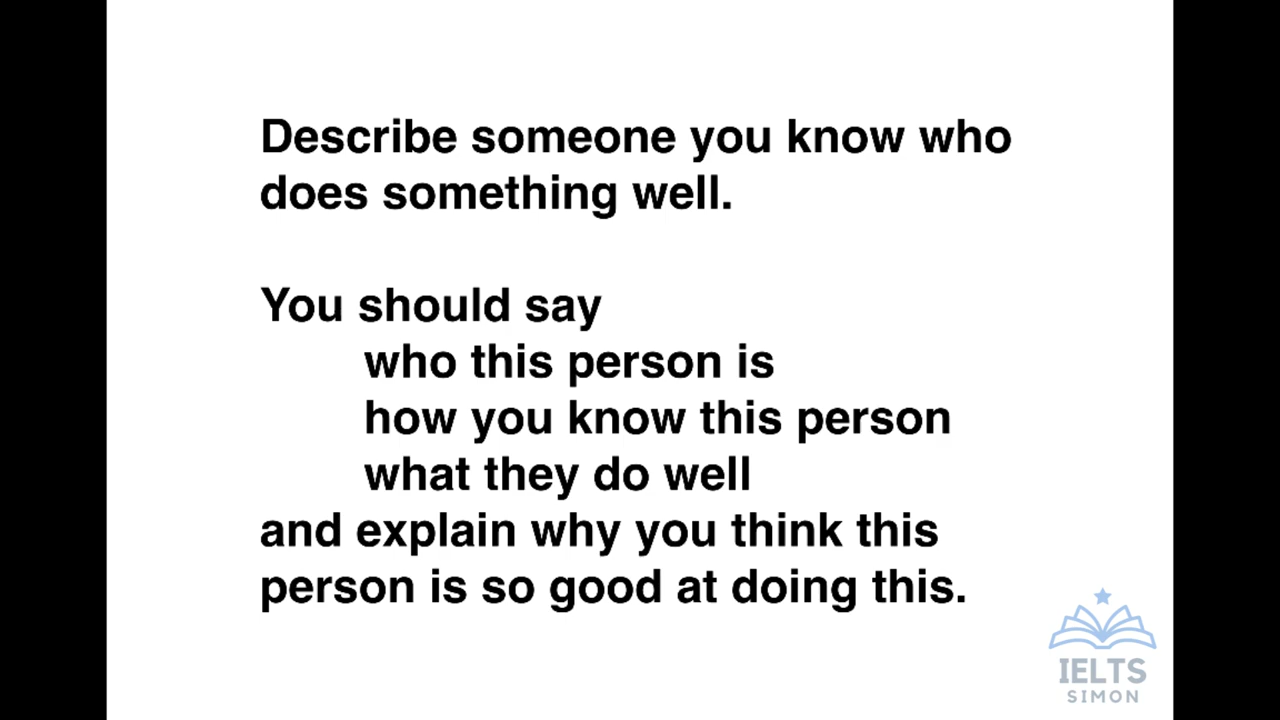 Describe someone you know who
does something well.
You should say
who this person is
how you know this person
what they do well
and explain why you think this
person is so good at doing this.
IELTS
SIMON